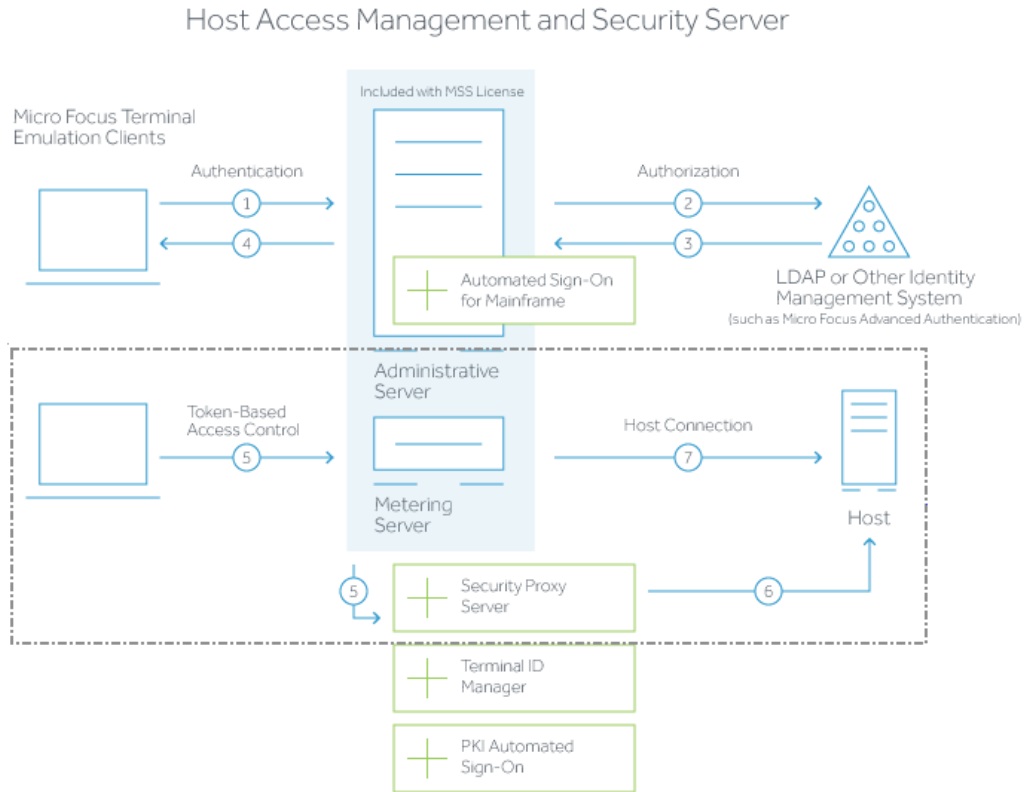 Host Access Management and Security Server
Included with MSS License
Micro Focus Terminal
Emulation Clients
Authentication
1
4
Authorization
2
3
Automated Sign-On
for Mainframe
LDAP or Other Identity
Management System
(such as Micro Focus Advanced Authentication)
Administrative
Server
Token-Based
Access Control
5
Host Connection
7
Metering
Server
Host
5
Security Proxy
Server
6
Terminal ID
Manager
PKI Automated
Sign-On